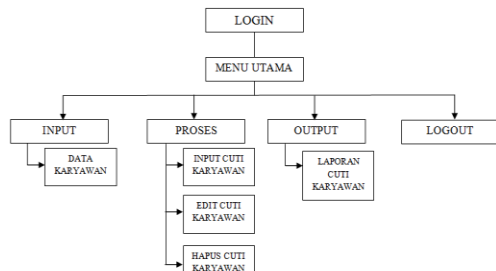 LOGIN
MENU UTAMA
INPUT
PROSES
OUTPUT
LOGOUT
DATA
KARYAWAN
INPUT CUTI
KARYAWAN
LAPORAN
CUTI
KARYAWAN
EDIT CUTI
KARYAWAN
HAPUS CUTI
KARYAWAN